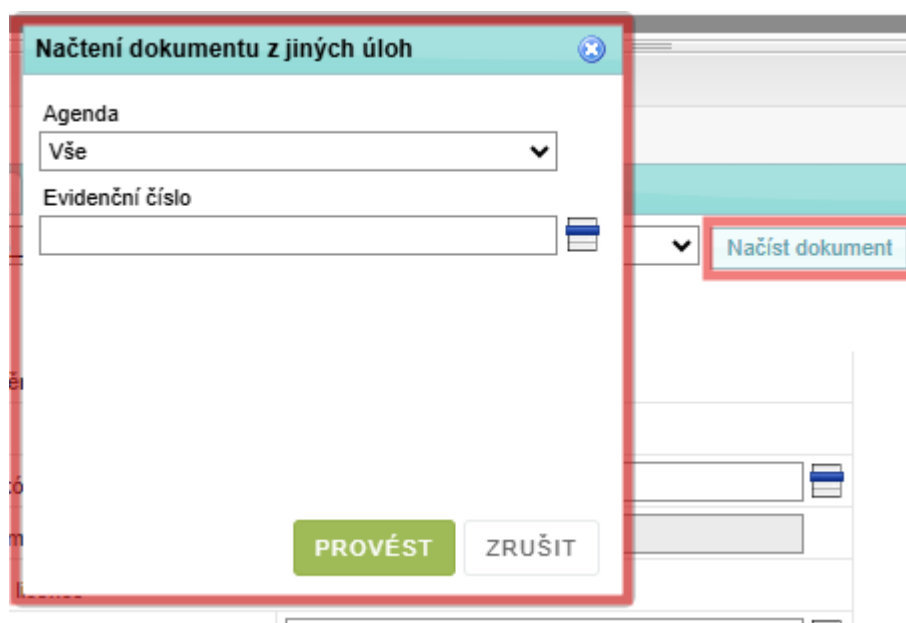 Načtení dokumentu z jiných úloh
Agenda
Vše
Evidenční číslo
Načíst dokument
PROVÉST
ZRUŠIT